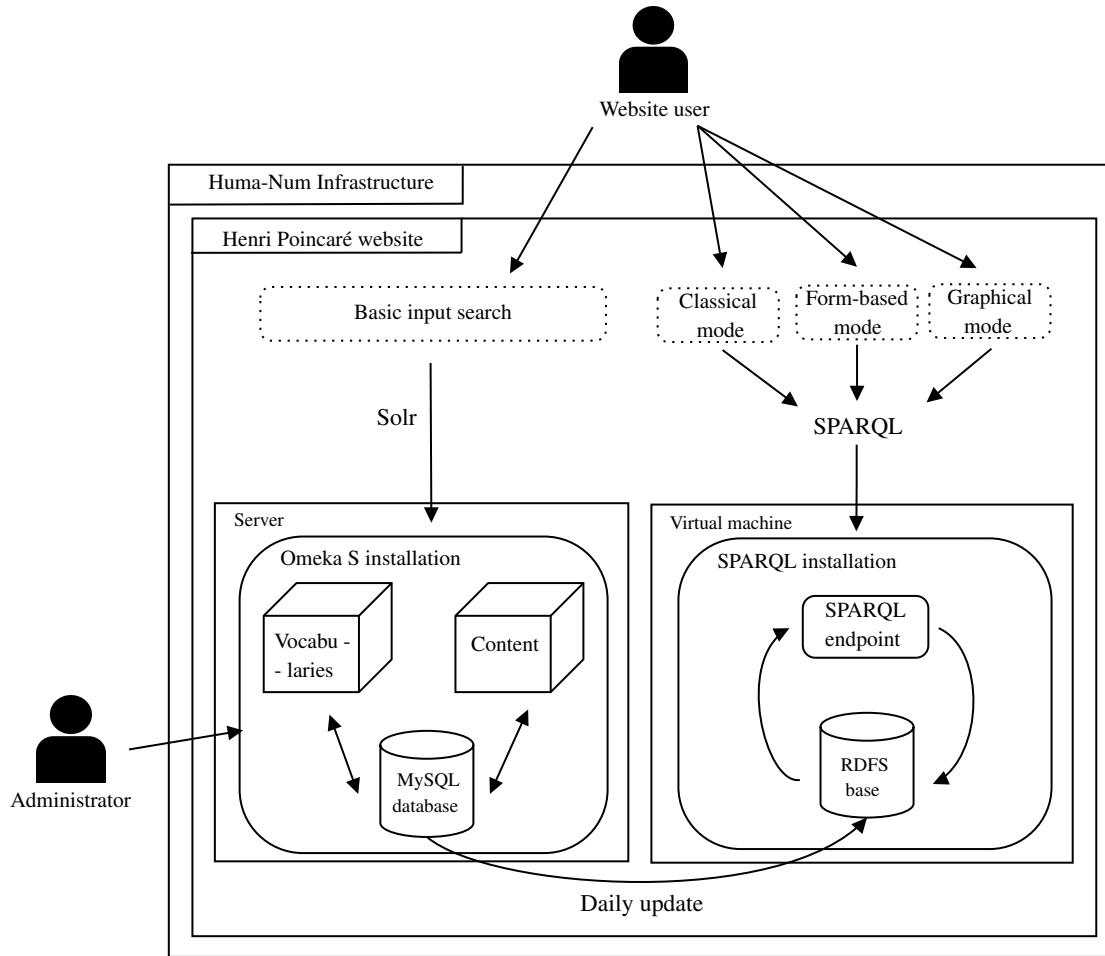 Website user
Huma-Num Infrastructure
Henri Poincaré website
Basic input search
Classical
mode
Form-based
mode
Graphical
mode
Solr
SPARQL
Server
Omeka S installation
Vocabu -
- laries
Content
MySQL
database
Virtual machine
SPARQL installation
SPARQL
endpoint
RDFS
base
Administrator
Daily update